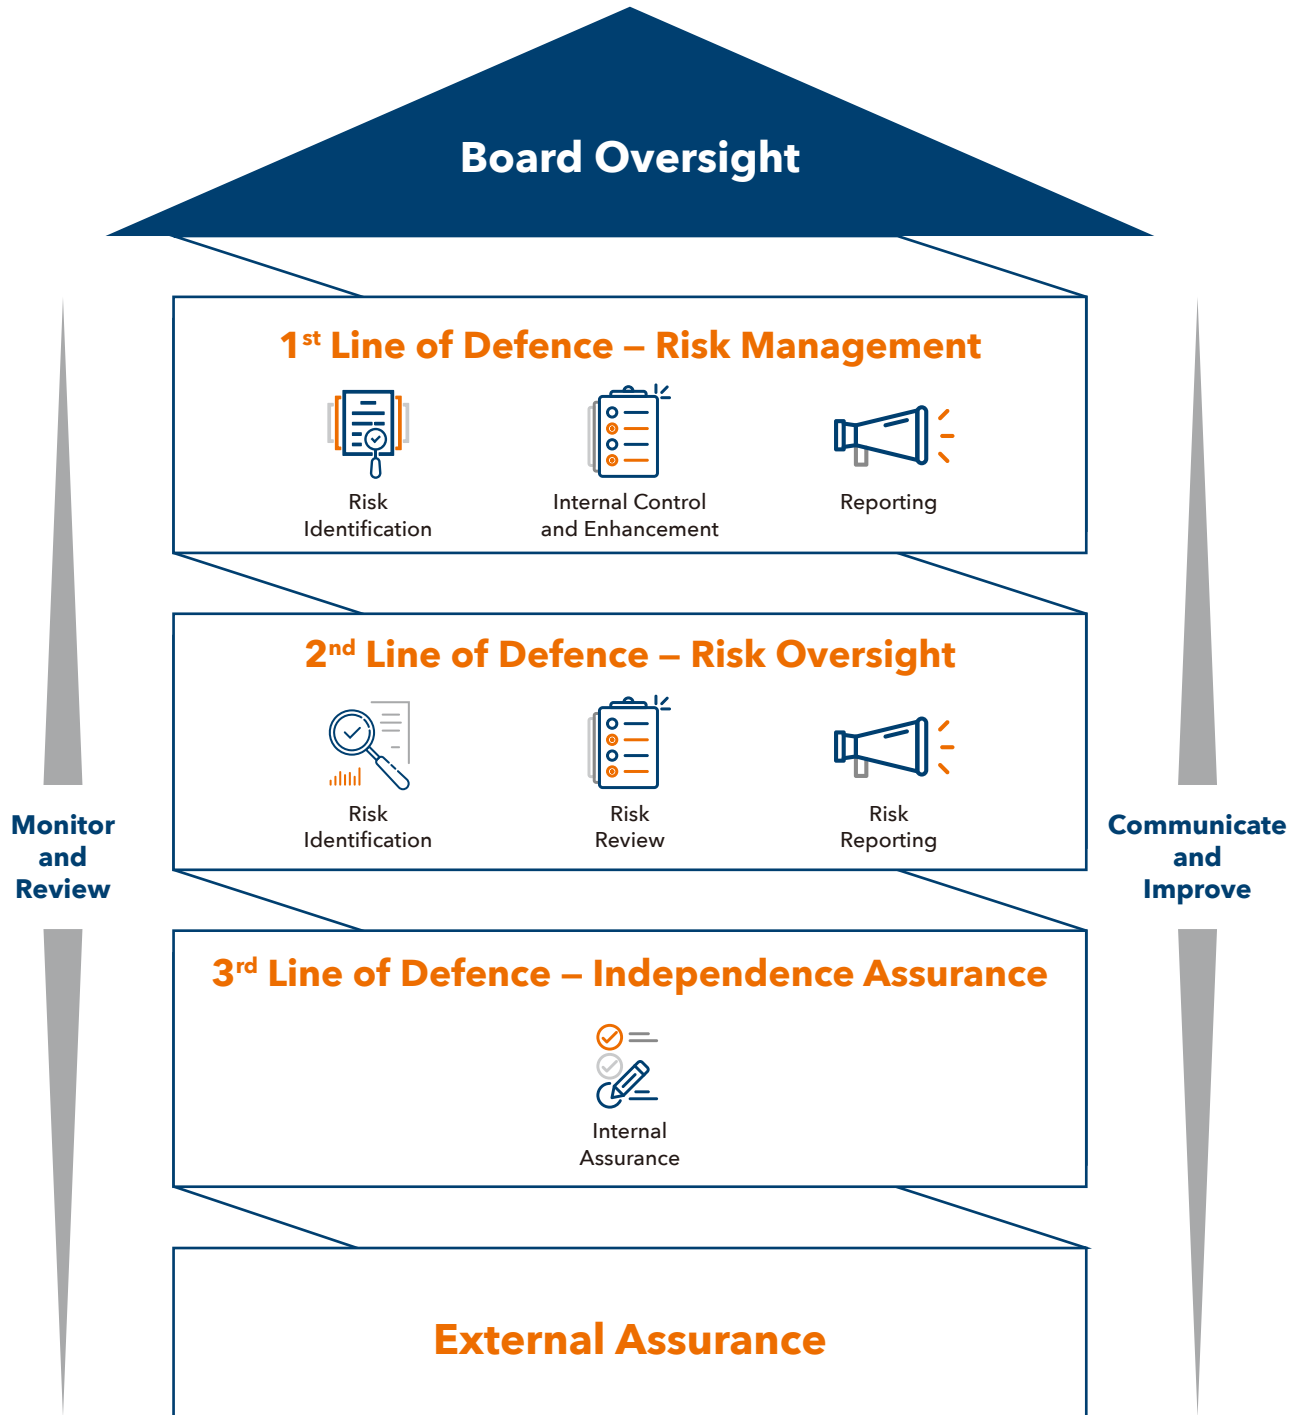 Board Oversight
1st Line of Defence – Risk Management
Risk
Identification
Internal Control
and Enhancement
Reporting
2nd Line of Defence – Risk Oversight
Risk
Identification
Risk
Review
Risk
Reporting
Monitor
and
Review
Communicate
and
Improve
3rd Line of Defence – Independence Assurance
Internal
Assurance
External Assurance